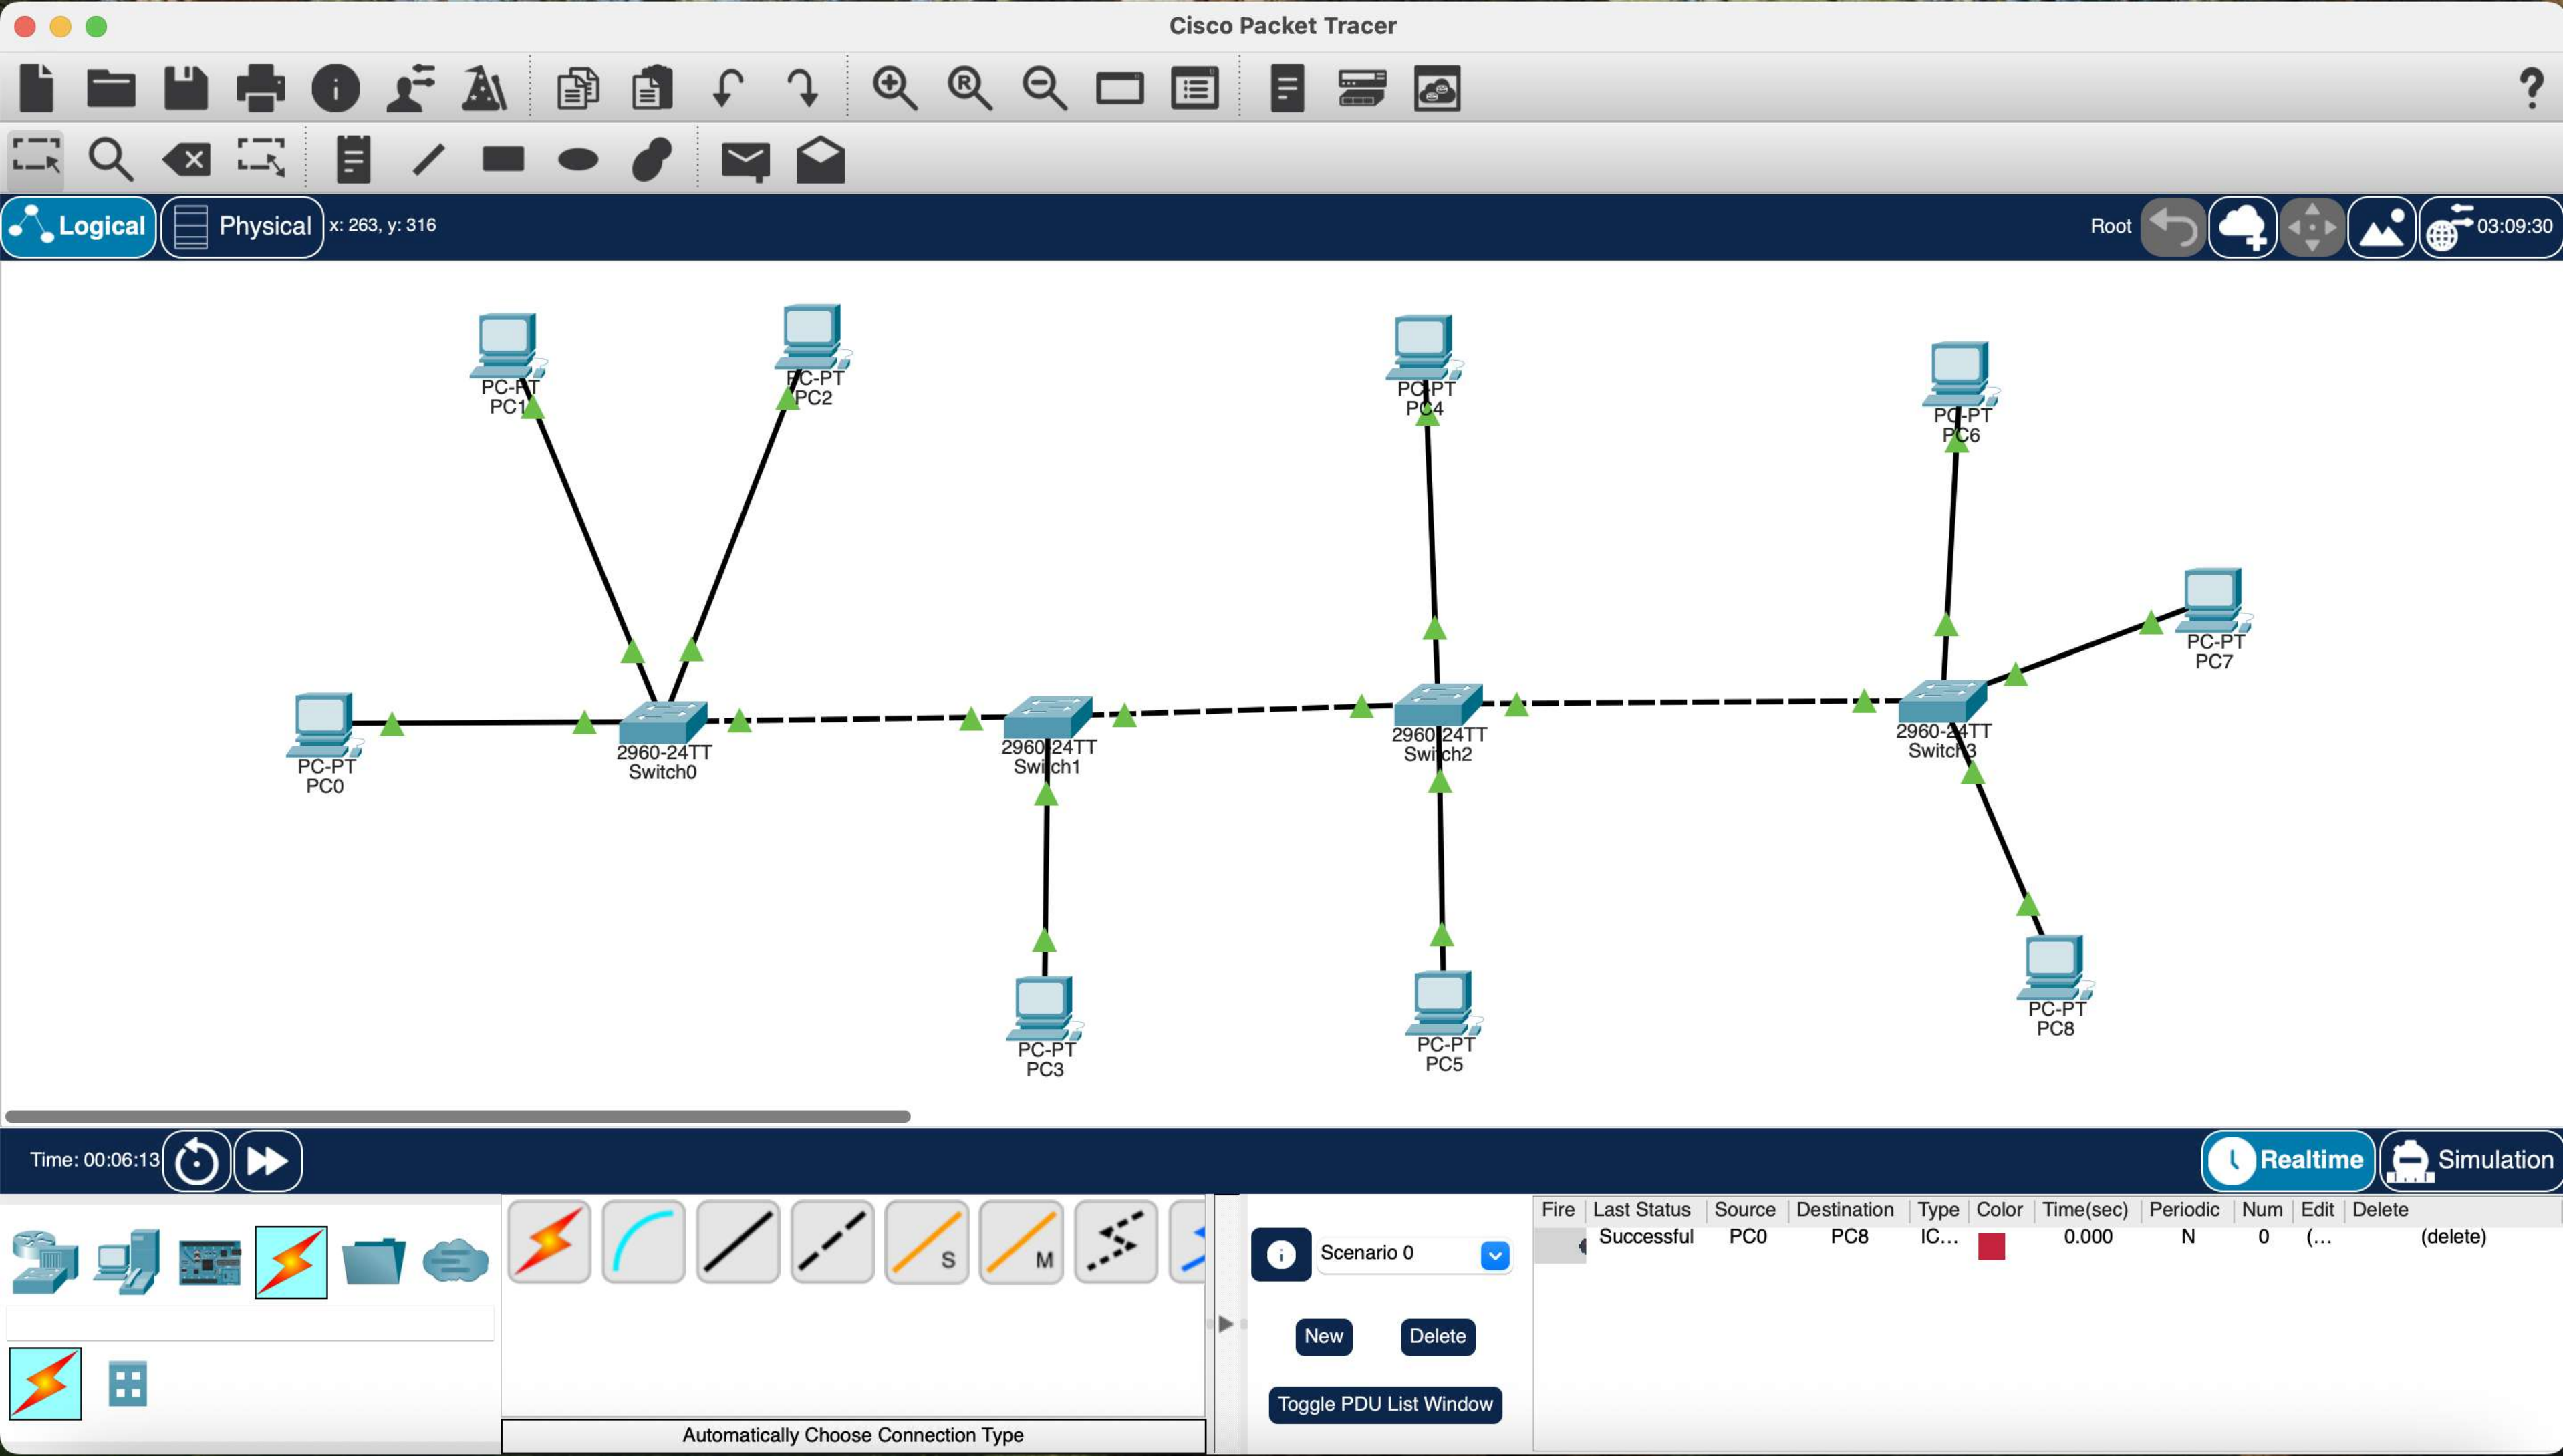 Cisco Packet Tracer
Logical Physical x: 263, y: 316 Root 03:09:30
PC-PT
PC1
PC-PT
PC2
PC-PT
PC4
PC-PT
PC6
PC-PT
PC7
PC-PT
PC0
2960-24TT
Switch0
2960-24TT
Switch1
2960-24TT
Switch2
2960-24TT
Switch3
PC-PT
PC3
PC-PT
PC5
PC-PT
PC8
Time: 00:06:13 Realtime Simulation
S M
Automatically Choose Connection Type
Scenario 0
New Delete
Toggle PDU List Window
Fire Last Status Source Destination Type Color Time(sec) Periodic Num Edit Delete
Successful PC0 PC8 IC... 0.000 N 0 (... (delete)